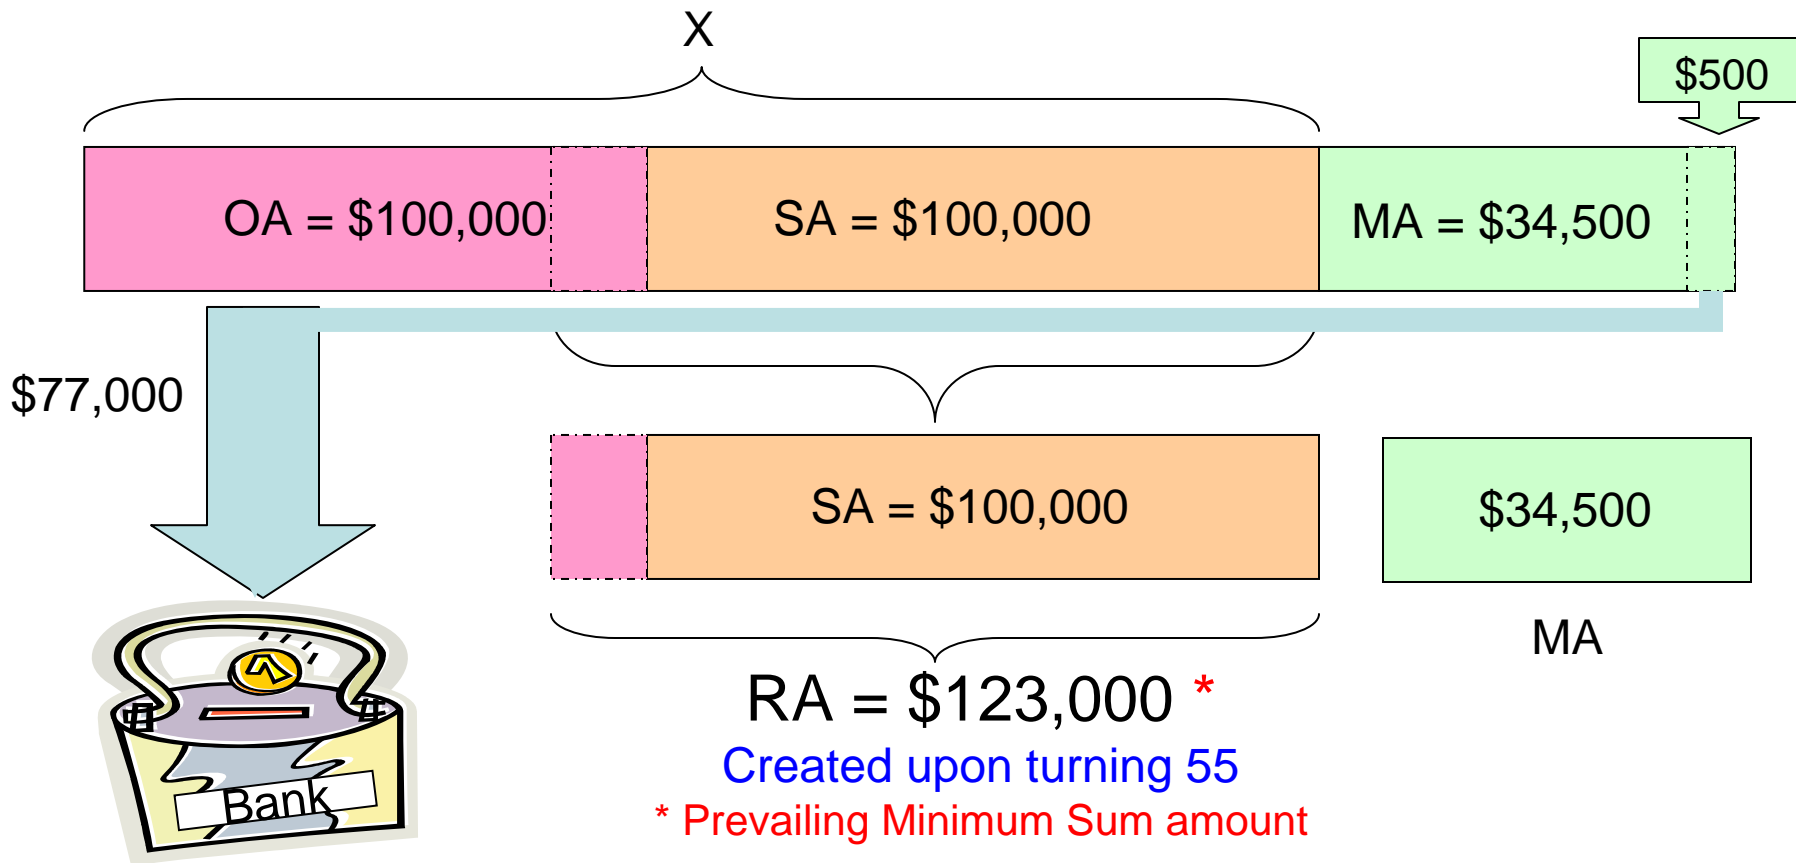 X
$500
OA = $100,000
SA = $100,000
MA = $34,500
$77,000
SA = $100,000
$34,500
MA
RA = $123,000 *
Created upon turning 55
* Prevailing Minimum Sum amount
Bank